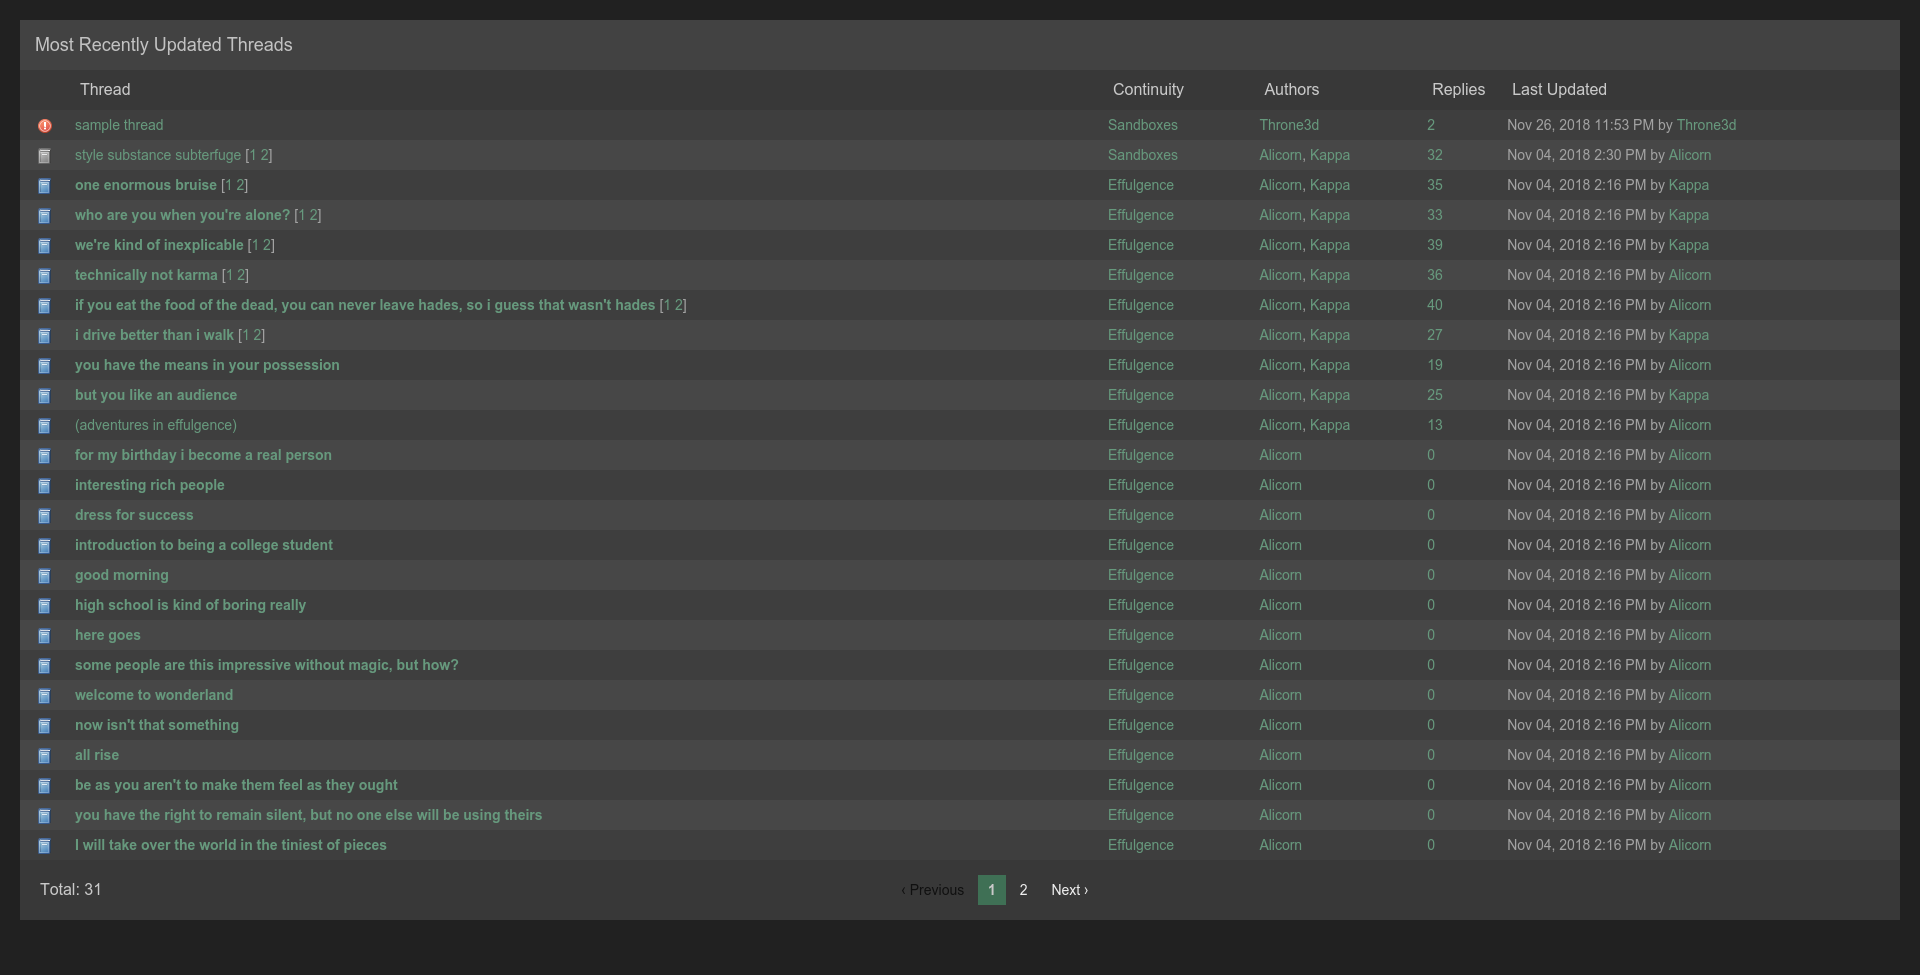 Most Recently Updated Threads
Thread Continuity Authors Replies Last Updated
sample thread Sandboxes Throne3d 2 Nov 26, 2018 11:53 PM by Throne3d
style substance subterfuge [1 2] Sandboxes Alicorn, Kappa 32 Nov 04, 2018 2:30 PM by Alicorn
one enormous bruise [1 2] Effulgence Alicorn, Kappa 35 Nov 04, 2018 2:16 PM by Kappa
who are you when you're alone? [1 2] Effulgence Alicorn, Kappa 33 Nov 04, 2018 2:16 PM by Kappa
we're kind of inexplicable [1 2] Effulgence Alicorn, Kappa 39 Nov 04, 2018 2:16 PM by Kappa
technically not karma [1 2] Effulgence Alicorn, Kappa 36 Nov 04, 2018 2:16 PM by Alicorn
if you eat the food of the dead, you can never leave hades, so i guess that wasn't hades [1 2] Effulgence Alicorn, Kappa 40 Nov 04, 2018 2:16 PM by Alicorn
i drive better than i walk [1 2] Effulgence Alicorn, Kappa 27 Nov 04, 2018 2:16 PM by Kappa
you have the means in your possession Effulgence Alicorn, Kappa 19 Nov 04, 2018 2:16 PM by Alicorn
but you like an audience Effulgence Alicorn, Kappa 25 Nov 04, 2018 2:16 PM by Kappa
(adventures in effulgence) Effulgence Alicorn, Kappa 13 Nov 04, 2018 2:16 PM by Alicorn
for my birthday i become a real person Effulgence Alicorn 0 Nov 04, 2018 2:16 PM by Alicorn
interesting rich people Effulgence Alicorn 0 Nov 04, 2018 2:16 PM by Alicorn
dress for success Effulgence Alicorn 0 Nov 04, 2018 2:16 PM by Alicorn
introduction to being a college student Effulgence Alicorn 0 Nov 04, 2018 2:16 PM by Alicorn
good morning Effulgence Alicorn 0 Nov 04, 2018 2:16 PM by Alicorn
high school is kind of boring really Effulgence Alicorn 0 Nov 04, 2018 2:16 PM by Alicorn
here goes Effulgence Alicorn 0 Nov 04, 2018 2:16 PM by Alicorn
some people are this impressive without magic, but how? Effulgence Alicorn 0 Nov 04, 2018 2:16 PM by Alicorn
welcome to wonderland Effulgence Alicorn 0 Nov 04, 2018 2:16 PM by Alicorn
now isn't that something Effulgence Alicorn 0 Nov 04, 2018 2:16 PM by Alicorn
all rise Effulgence Alicorn 0 Nov 04, 2018 2:16 PM by Alicorn
be as you aren't to make them feel as they ought Effulgence Alicorn 0 Nov 04, 2018 2:16 PM by Alicorn
you have the right to remain silent, but no one else will be using theirs Effulgence Alicorn 0 Nov 04, 2018 2:16 PM by Alicorn
I will take over the world in the tiniest of pieces Effulgence Alicorn 0 Nov 04, 2018 2:16 PM by Alicorn
Total: 31 ‹ Previous 1 2 Next ›